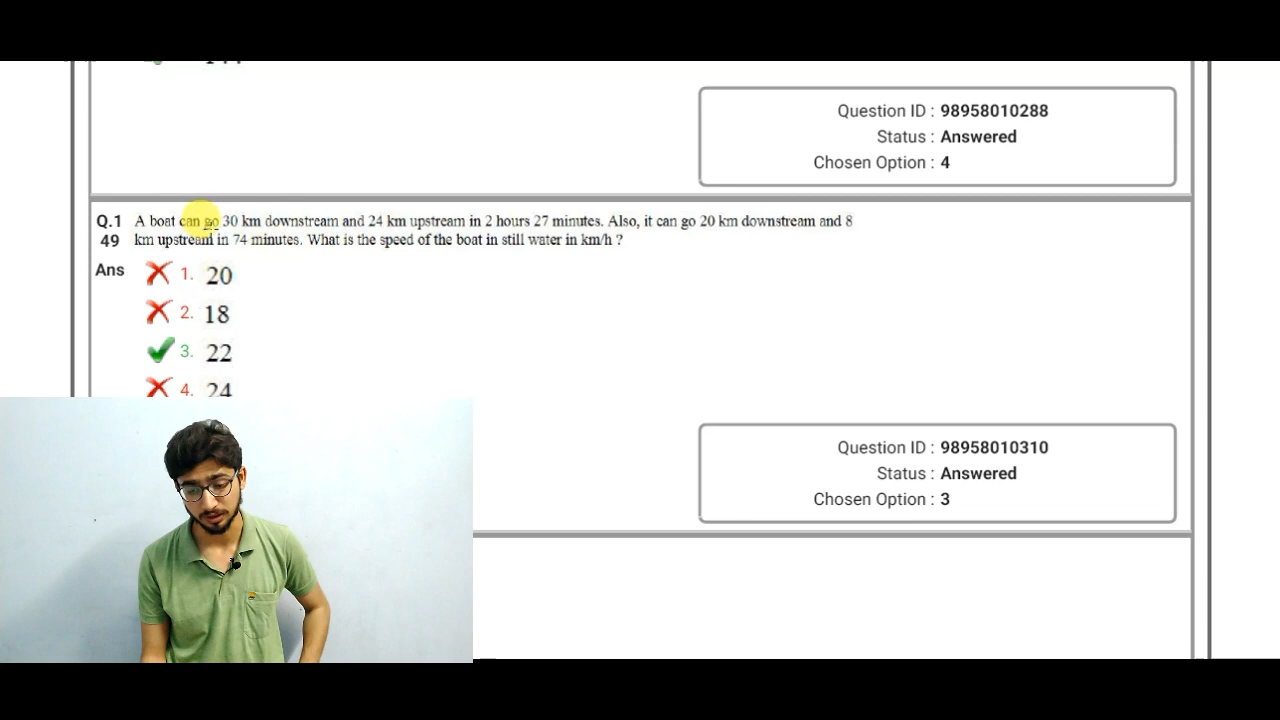 Question ID : 98958010288
Status : Answered
Chosen Option : 4
Q.1 A boat can go 30 km downstream and 24 km upstream in 2 hours 27 minutes. Also, it can go 20 km downstream and 8
49 km upstream in 74 minutes. What is the speed of the boat in still water in km/h ?
Ans 1. 20
2. 18
3. 22
4. 24
Question ID : 98958010310
Status : Answered
Chosen Option : 3